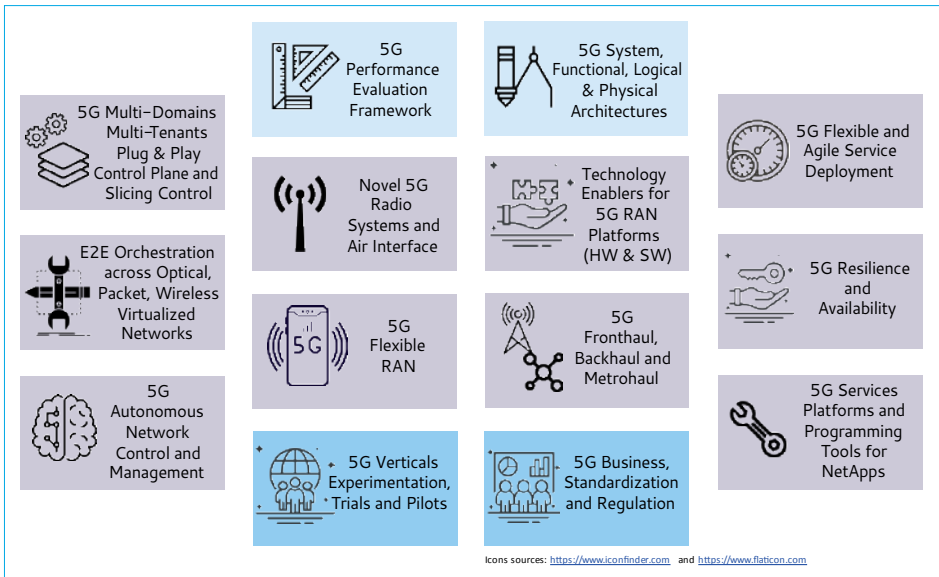 5G
Performance
Evaluation
Framework
5G System,
Functional, Logical
& Physical
Architectures
5G Multi-Domains
Multi-Tenants
Plug & Play
Control Plane and
Slicing Control
Novel 5G
Radio
Systems and
Air Interface
Technology
Enablers for
5G RAN
Platforms
(HW & SW)
5G Flexible and
Agile Service
Deployment
E2E Orchestration
across Optical,
Packet, Wireless
Virtualized
Networks
5G
5G
Flexible
RAN
5G
Fronthaul,
Backhaul and
Metrohaul
5G Resilience
and
Availability
5G
Autonomous
Network
Control and
Management
5G Verticals
Experimentation,
Trials and Pilots
5G Business,
Standardization
and Regulation
5G Services
Platforms and
Programming
Tools for
NetApps
Icons sources: https://www.iconfinder.com and https://www.flaticon.com